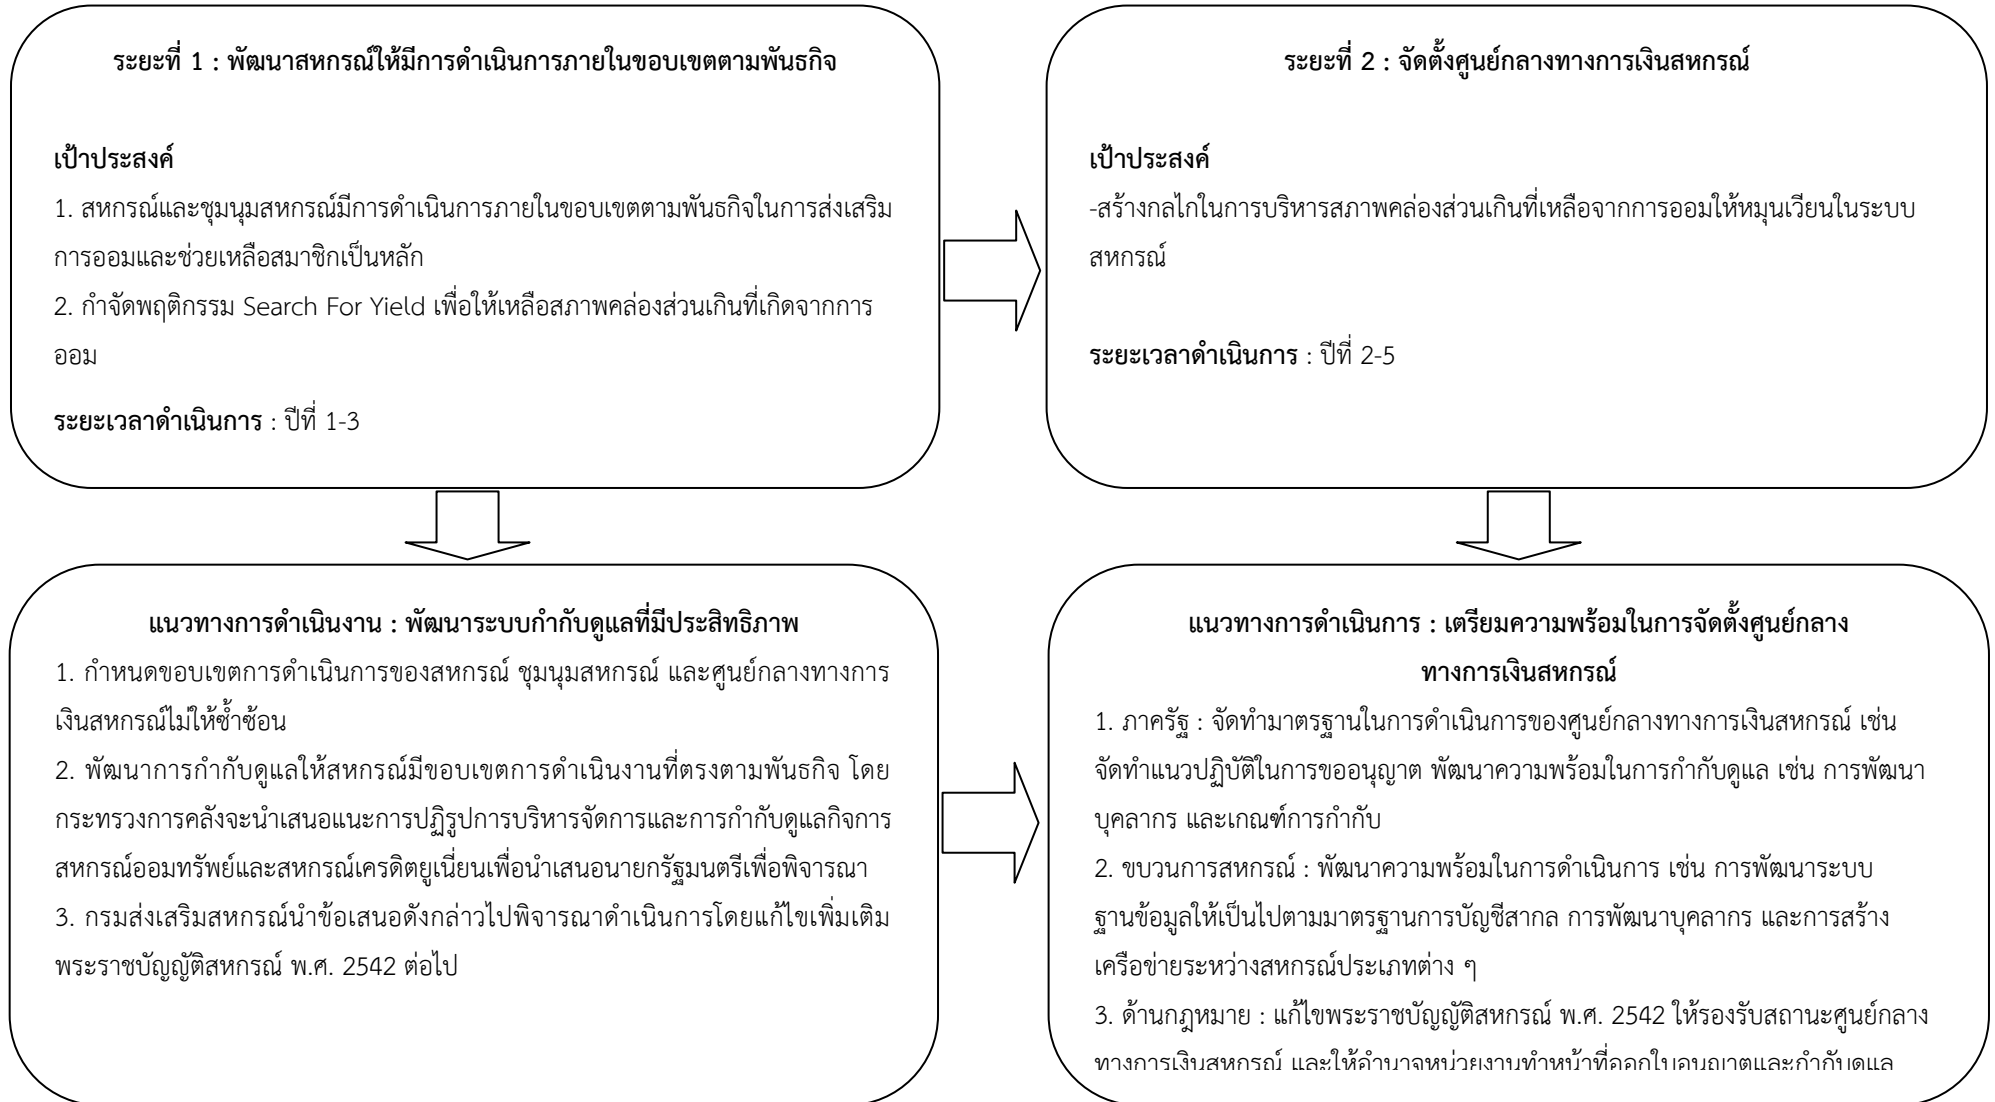 ระยะที่ 1 : พัฒนาสหกรณ์ให้มีการดำเนินการภายในขอบเขตตามพันธกิจ
เป้าประสงค์
1. สหกรณ์และชุมนุมสหกรณ์มีการดำเนินการภายในขอบเขตตามพันธกิจในการส่งเสริม
การออมและช่วยเหลือสมาชิกเป็นหลัก
2. กำจัดพฤติกรรม Search For Yield เพื่อให้เหลือสภาพคล่องส่วนเกินที่เกิดจากการ
ออม
ระยะเวลาดำเนินการ : ปีที่ 1-3
ระยะที่ 2 : จัดตั้งศูนย์กลางทางการเงินสหกรณ์
เป้าประสงค์
-สร้างกลไกในการบริหารสภาพคล่องส่วนเกินที่เหลือจากการออมให้หมุนเวียนในระบบ
สหกรณ์
ระยะเวลาดำเนินการ : ปีที่ 2-5
แนวทางการดำเนินงาน : พัฒนาระบบกำกับดูแลที่มีประสิทธิภาพ
1. กำหนดขอบเขตการดำเนินการของสหกรณ์ ชุมนุมสหกรณ์ และศูนย์กลางทางการ
เงินสหกรณ์ไม่ให้ซ้ำซ้อน
2. พัฒนาการกำกับดูแลให้สหกรณ์มีขอบเขตการดำเนินงานที่ตรงตามพันธกิจ โดย
กระทรวงการคลังจะนำเสนอแนะการปฏิรูปการบริหารจัดการและการกำกับดูแลกิจการ
สหกรณ์ออมทรัพย์และสหกรณ์เครดิตยูเนี่ยนเพื่อนำเสนอนายกรัฐมนตรีเพื่อพิจารณา
3. กรมส่งเสริมสหกรณ์นำข้อเสนอดังกล่าวไปพิจารณาดำเนินการโดยแก้ไขเพิ่มเติม
พระราชบัญญัติสหกรณ์ พ.ศ. 2542 ต่อไป
แนวทางการดำเนินการ : เตรียมความพร้อมในการจัดตั้งศูนย์กลาง
ทางการเงินสหกรณ์
1. ภาครัฐ : จัดทำมาตรฐานในการดำเนินการของศูนย์กลางทางการเงินสหกรณ์ เช่น
จัดทำแนวปฏิบัติในการขออนุญาต พัฒนาความพร้อมในการกำกับดูแล เช่น การพัฒนา
บุคลากร และเกณฑ์การกำกับ
2. ขบวนการสหกรณ์ : พัฒนาความพร้อมในการดำเนินการ เช่น การพัฒนาระบบ
ฐานข้อมูลให้เป็นไปตามมาตรฐานการบัญชีสากล การพัฒนาบุคลากร และการสร้าง
เครือข่ายระหว่างสหกรณ์ประเภทต่าง ๆ
3. ด้านกฎหมาย : แก้ไขพระราชบัญญัติสหกรณ์ พ.ศ. 2542 ให้รองรับสถานะศูนย์กลาง
ทางการเงินสหกรณ์ และให้อำนาจหน่วยงานทำหน้าที่ออกใบอนุญาตและกำกับดูแล